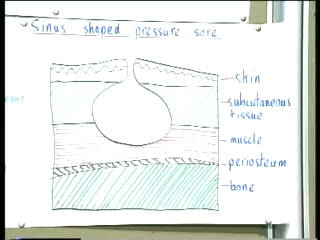 Sinus shaped pressure sore
skin
subcutaneous
tissue
muscle
periosteum
bone